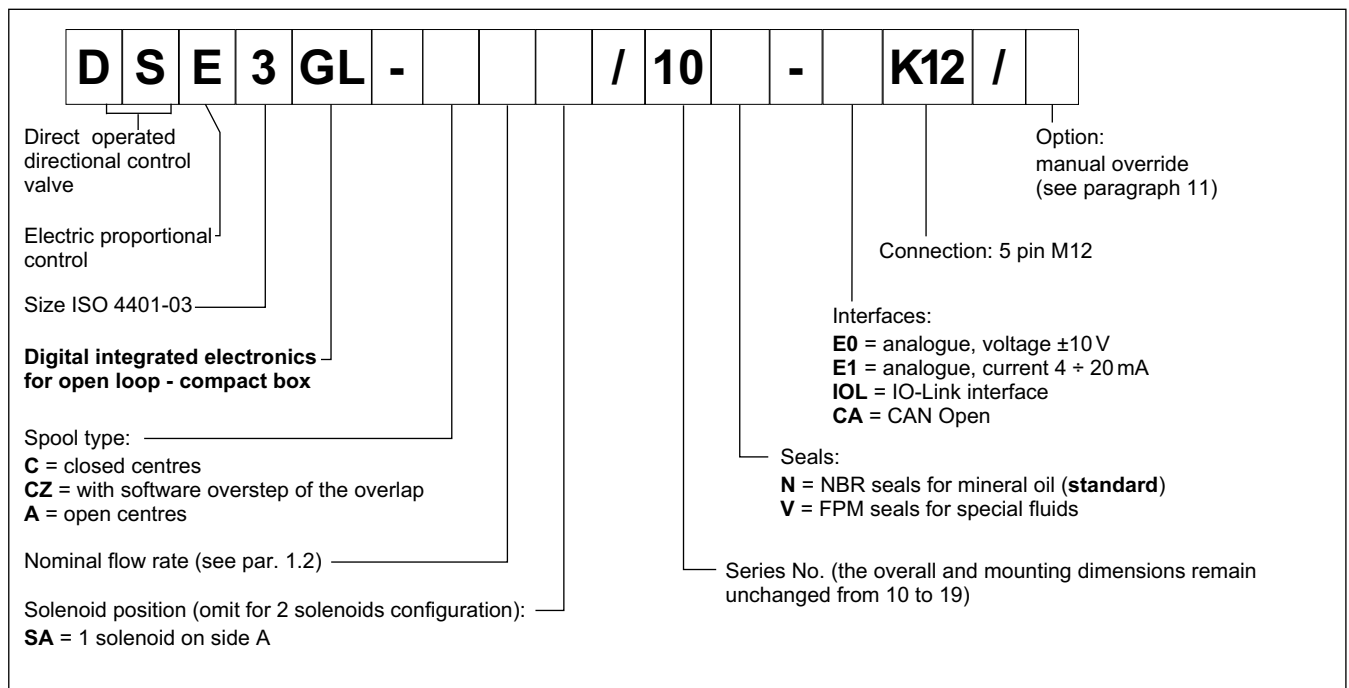 D S E 3 GL - / 10 - K12 /
Direct operated
directional control
valve
Electric proportional
control
Size ISO 4401-03
Digital integrated electronics
for open loop - compact box
Spool type:
C = closed centres
CZ = with software overstep of the overlap
A = open centres
Nominal flow rate (see par. 1.2)
Solenoid position (omit for 2 solenoids configuration):
SA = 1 solenoid on side A
Option:
manual override
(see paragraph 11)
Connection: 5 pin M12
Interfaces:
E0 = analogue, voltage ±10 V
E1 = analogue, current 4 ÷ 20 mA
IOL = IO-Link interface
CA = CAN Open
Seals:
N = NBR seals for mineral oil (standard)
V = FPM seals for special fluids
Series No. (the overall and mounting dimensions remain
unchanged from 10 to 19)